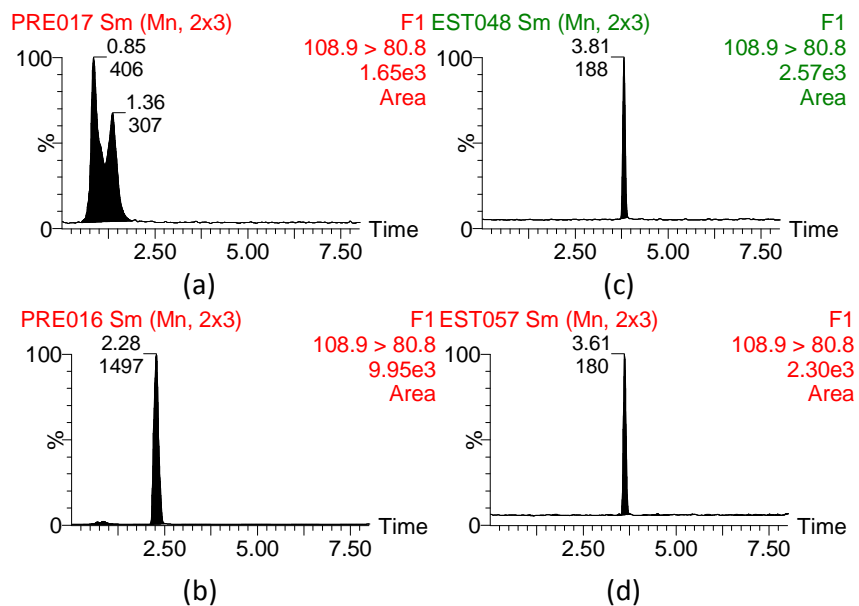 PRE017 Sm (Mn, 2x3)
F1
108.9 > 80.8
1.65e3
Area
0.85
406
1.36
307
100
%
0
2.50
5.00
7.50
Time
(a)
EST048 Sm (Mn, 2x3)
F1
108.9 > 80.8
2.57e3
Area
3.81
188
100
%
0
2.50
5.00
7.50
Time
(c)
PRE016 Sm (Mn, 2x3)
F1
108.9 > 80.8
9.95e3
Area
2.28
1497
100
%
0
2.50
5.00
7.50
Time
(b)
EST057 Sm (Mn, 2x3)
F1
108.9 > 80.8
2.30e3
Area
3.61
180
100
%
0
2.50
5.00
7.50
Time
(d)